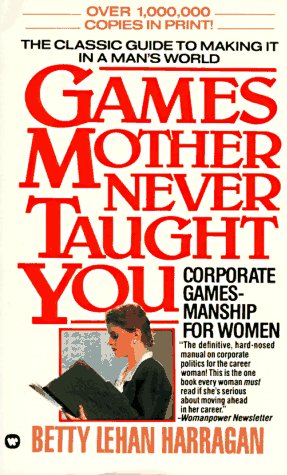 OVER 1,000,000
COPIES IN PRINT!
THE CLASSIC GUIDE TO MAKING IT
IN A MAN'S WORLD
GAMES
MOTHER
NEVER
TAUGHT
YOU
CORPORATE
GAMES-
MANSHIP
FOR WOMEN
"The definitive, hard-nosed
manual on corporate
politics for the career
woman! This is the one
book every woman must
read if she's serious
about moving ahead
in her career."
-Womanpower Newsletter
BETTY LEHAN HARRAGAN